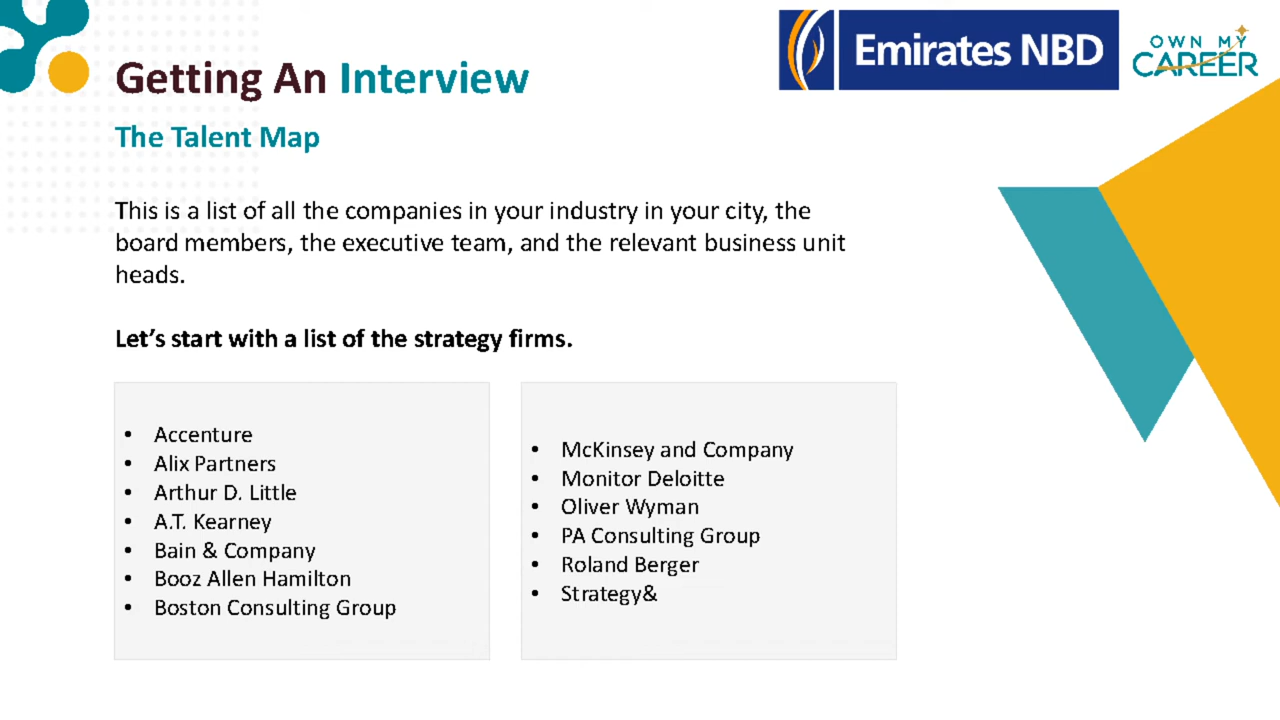 Getting An Interview
Emirates NBD
OWN MY
CAREER
The Talent Map
This is a list of all the companies in your industry in your city, the
board members, the executive team, and the relevant business unit
heads.
Let’s start with a list of the strategy firms.
• Accenture
• Alix Partners
• Arthur D. Little
• A.T. Kearney
• Bain & Company
• Booz Allen Hamilton
• Boston Consulting Group
• McKinsey and Company
• Monitor Deloitte
• Oliver Wyman
• PA Consulting Group
• Roland Berger
• Strategy&